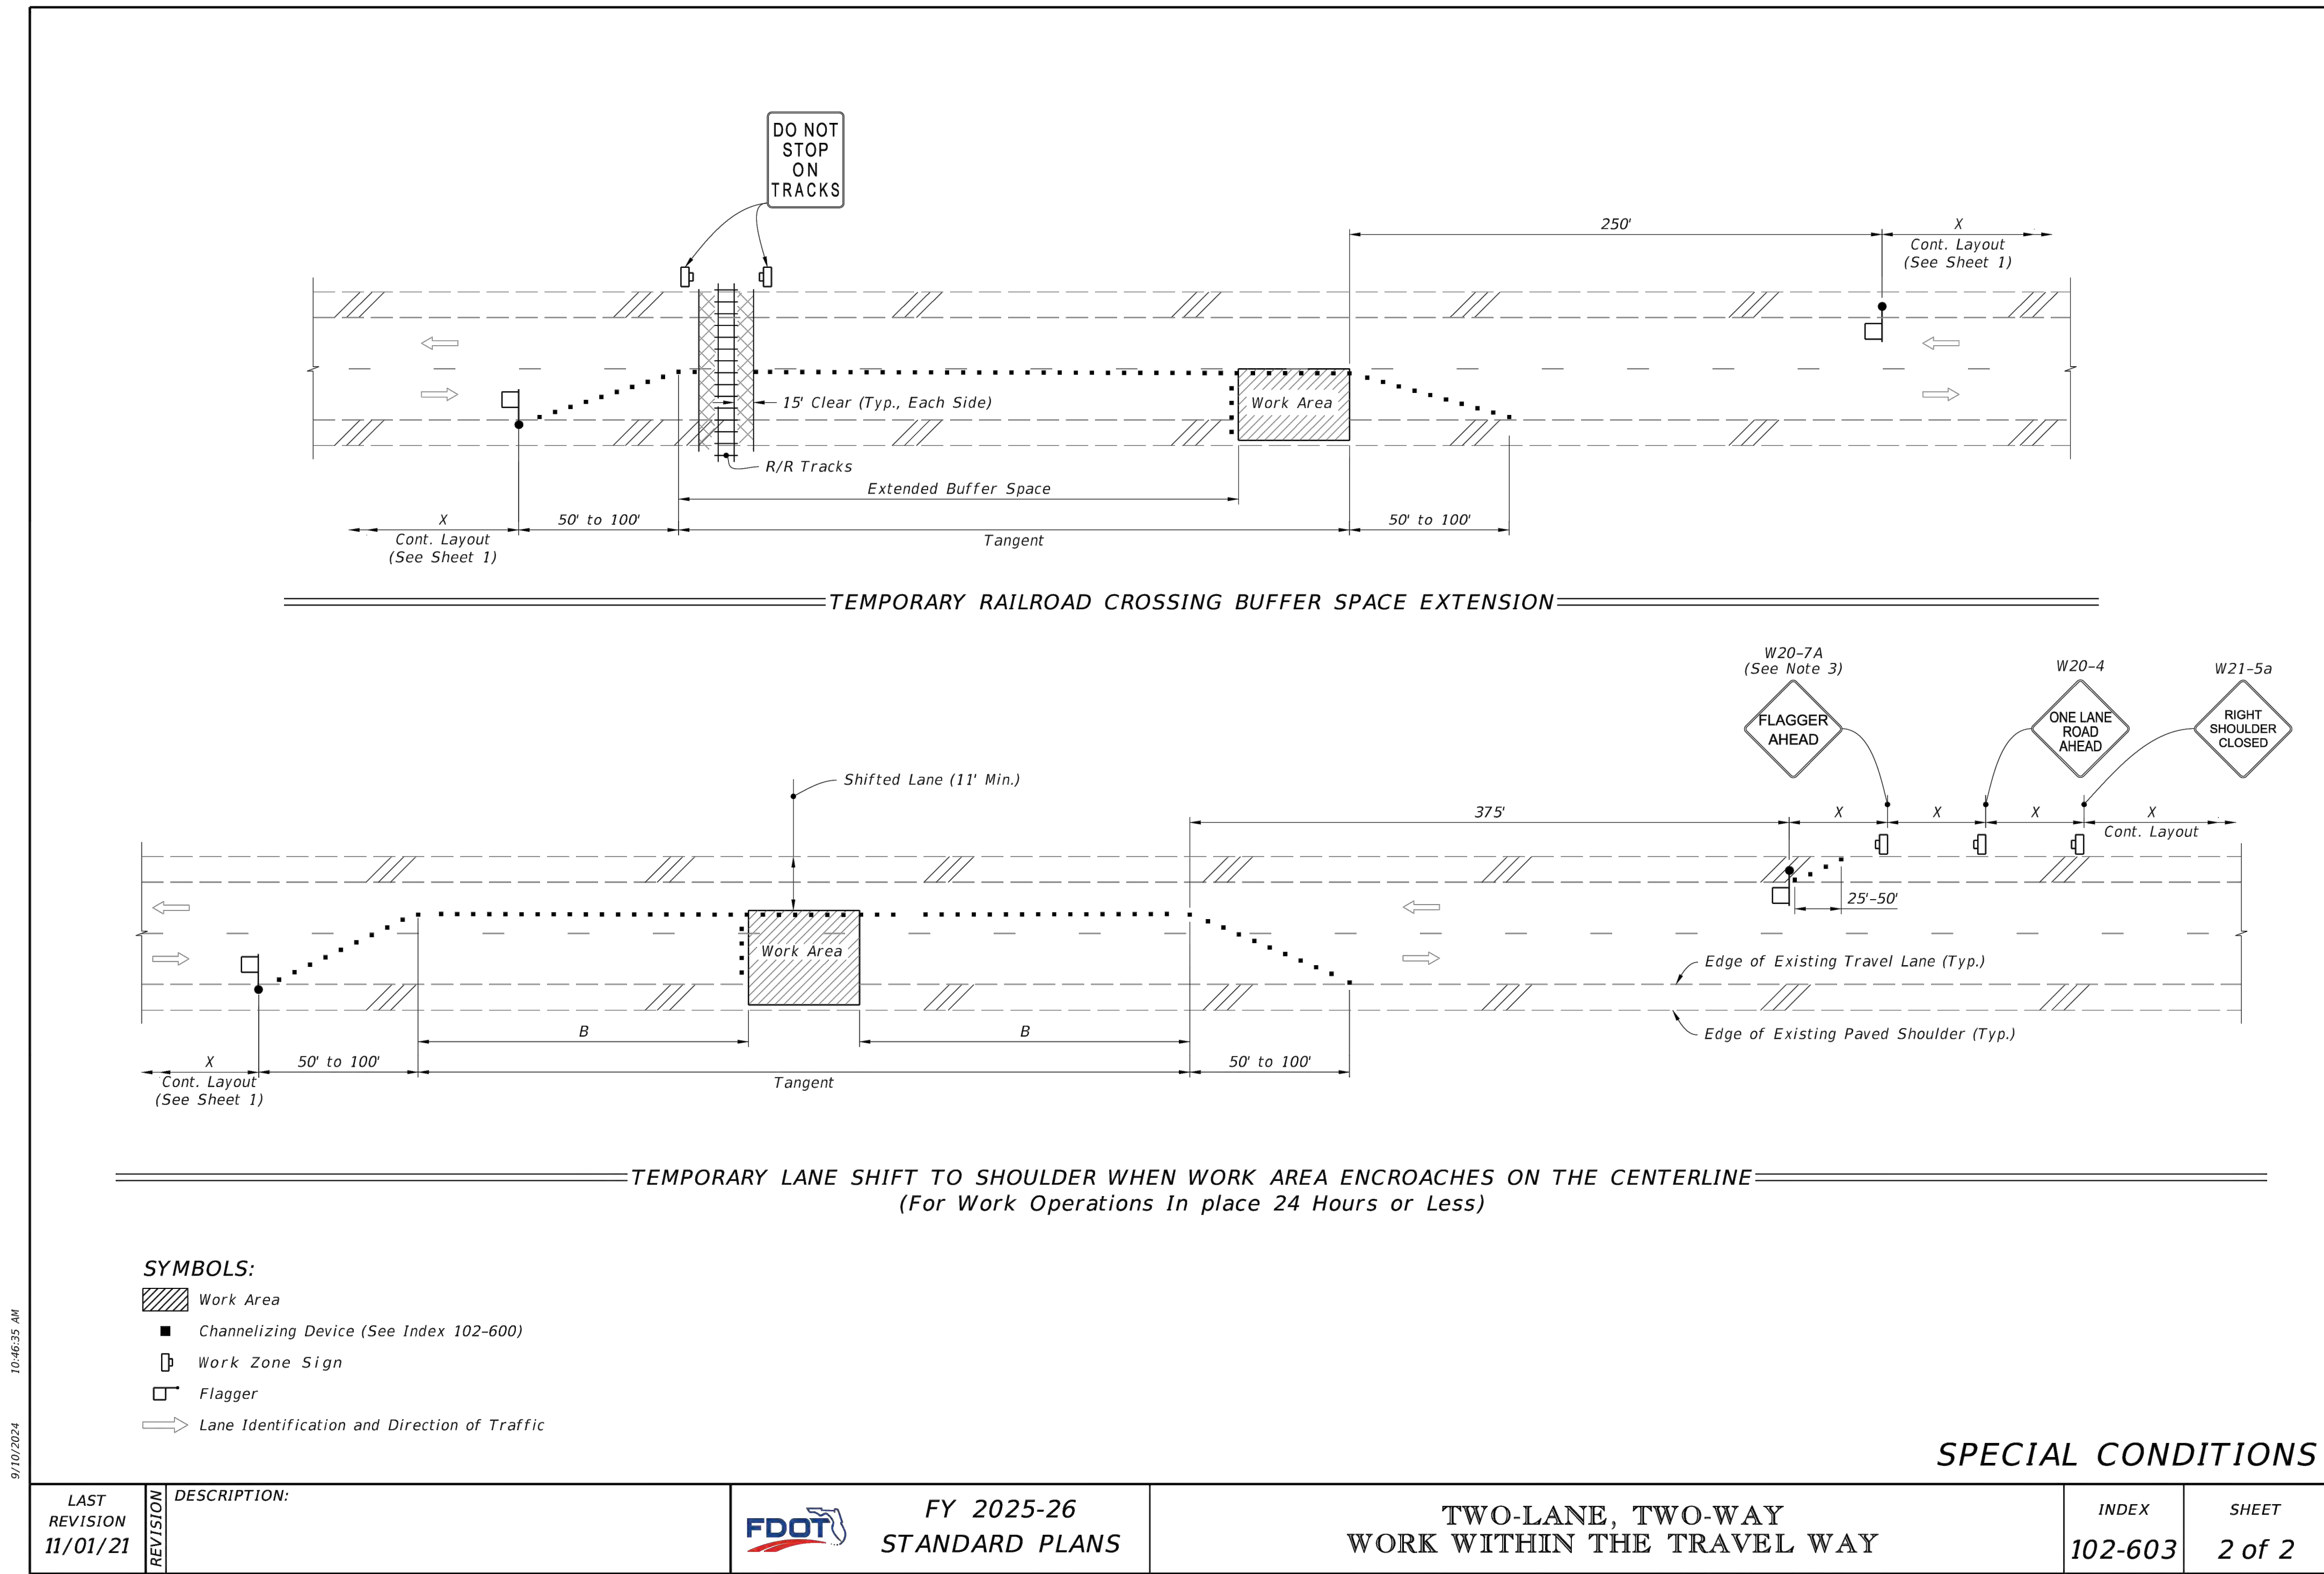 DO NOT
STOP
ON
TRACKS
250'
X
Cont. Layout
(See Sheet 1)
15' Clear (Typ., Each Side)
Work Area
R/R Tracks
Extended Buffer Space
X
50' to 100'
50' to 100'
Cont. Layout
(See Sheet 1)
Tangent
TEMPORARY RAILROAD CROSSING BUFFER SPACE EXTENSION
W20-7A
(See Note 3)
W20-4
W21-5a
FLAGGER
AHEAD
ONE LANE
ROAD
AHEAD
RIGHT
SHOULDER
CLOSED
Shifted Lane (11' Min.)
375'
X
X
X
X
Cont. Layout
25'-50'
Work Area
Edge of Existing Travel Lane (Typ.)
B
B
Edge of Existing Paved Shoulder (Typ.)
X
50' to 100'
50' to 100'
Cont. Layout
(See Sheet 1)
Tangent
TEMPORARY LANE SHIFT TO SHOULDER WHEN WORK AREA ENCROACHES ON THE CENTERLINE
(For Work Operations In place 24 Hours or Less)
SYMBOLS:
Work Area
Channelizing Device (See Index 102-600)
Work Zone Sign
Flagger
Lane Identification and Direction of Traffic
10:46:35 AM
9/10/2024
SPECIAL CONDITIONS
LAST
REVISION
11/01/21
REVISION
DESCRIPTION:
FDOT
FY 2025-26
STANDARD PLANS
TWO-LANE, TWO-WAY
WORK WITHIN THE TRAVEL WAY
INDEX
102-603
SHEET
2 of 2